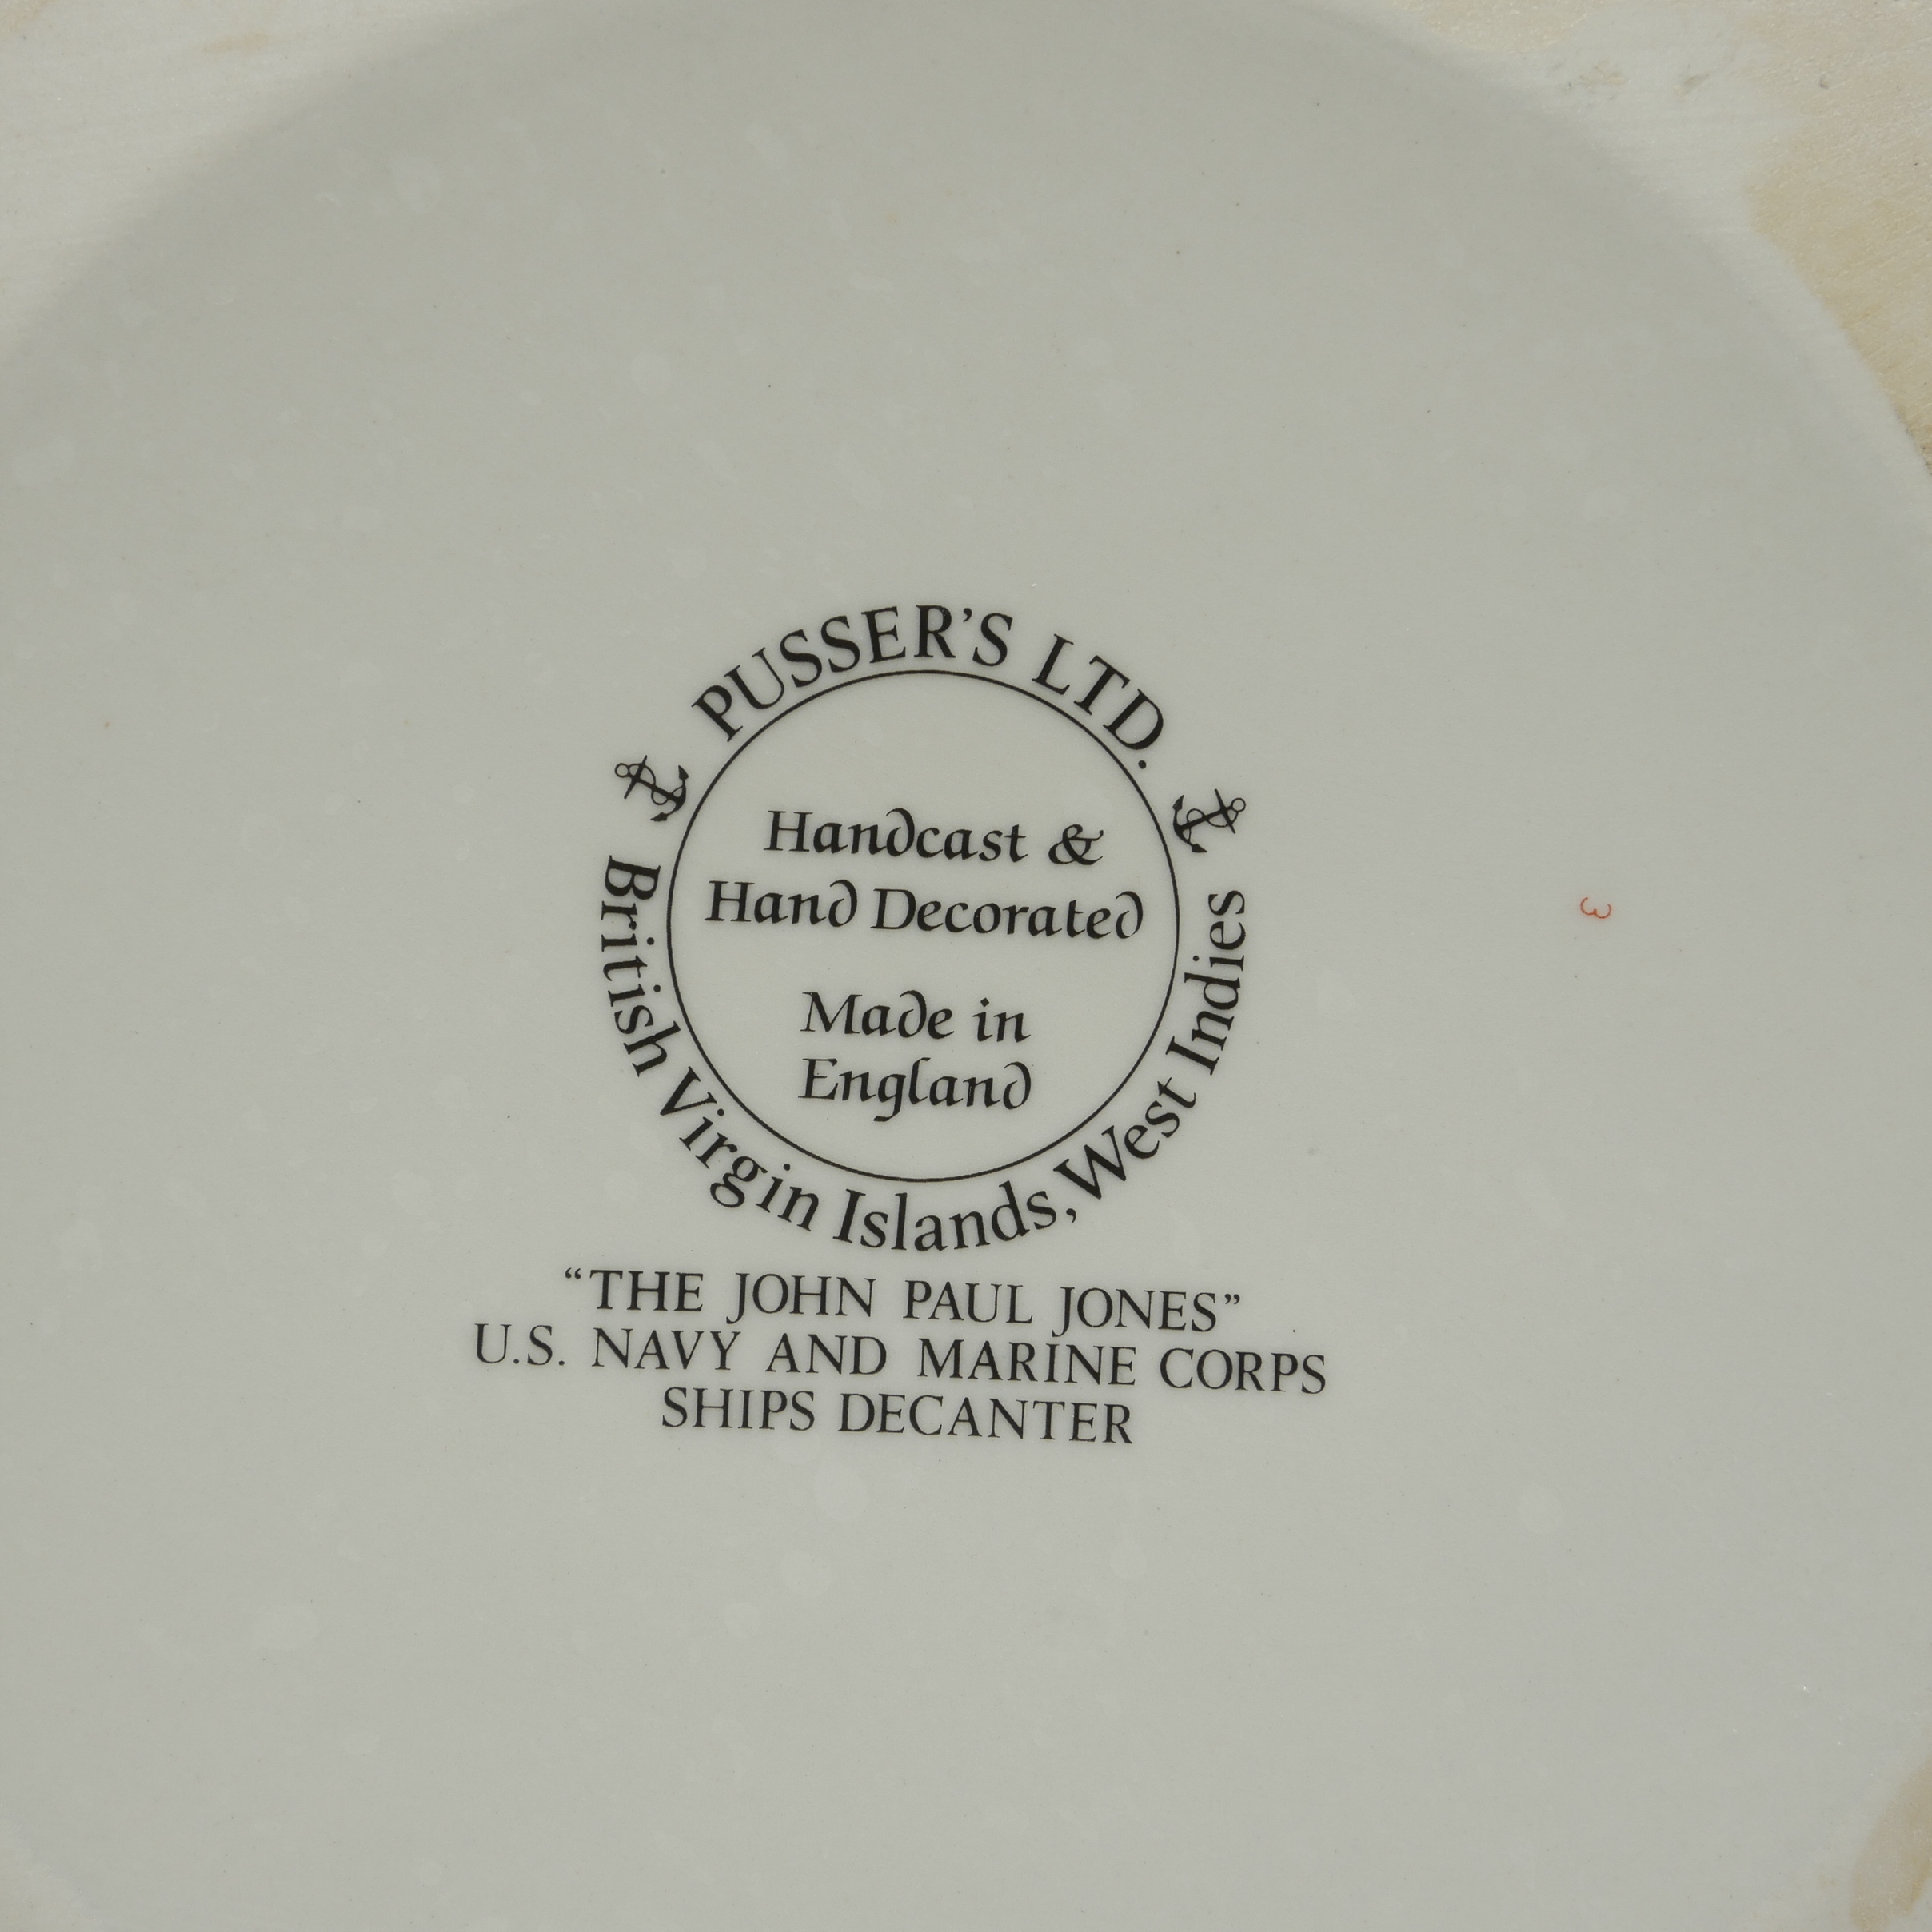 PUSSER'S LTD.
Handcast &
Hand Decorated
Made in
England
British Virgin Islands, West Indies
“THE JOHN PAUL JONES”
U.S. NAVY AND MARINE CORPS
SHIPS DECANTER
3